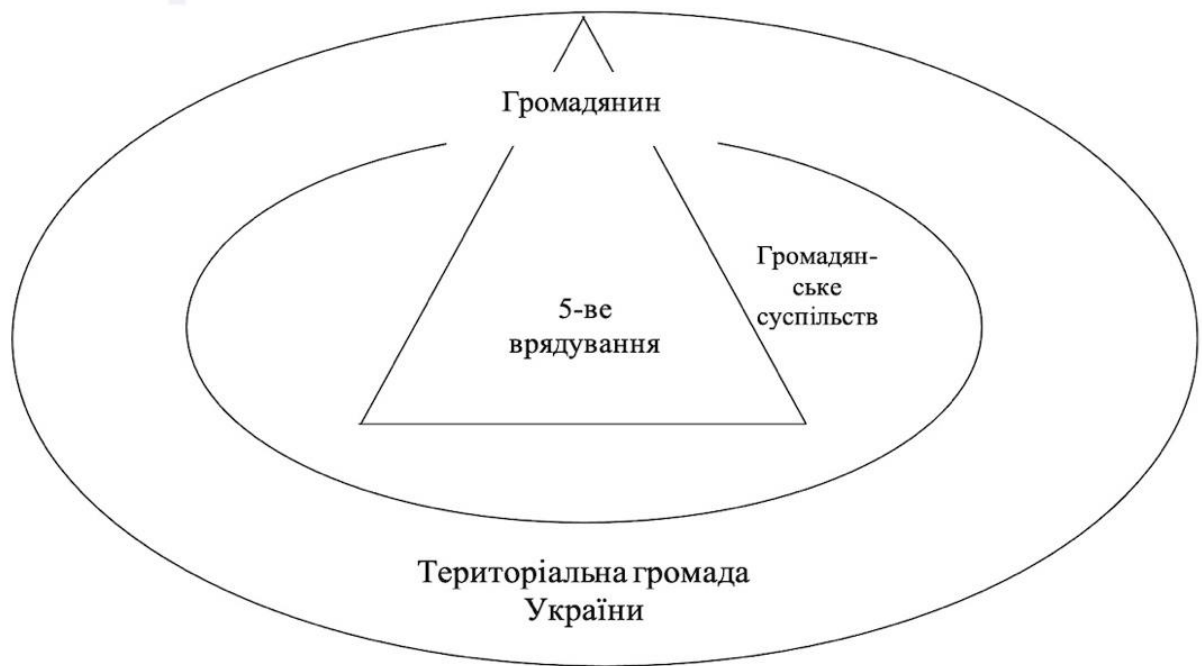 Громадянин
Громадян-
ське
суспільств
5-ве
врядування
Територіальна громада
України